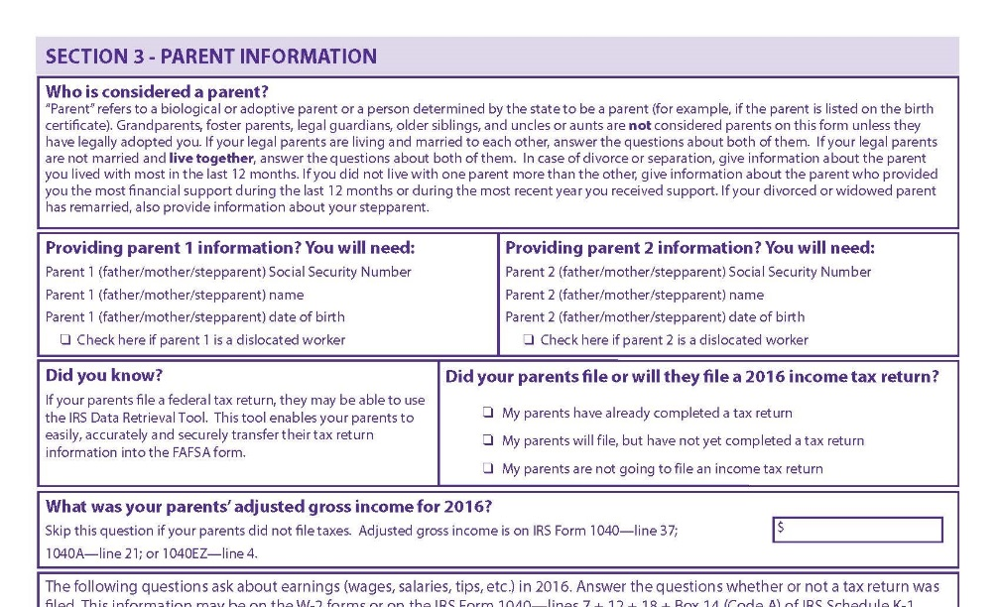 SECTION 3 - PARENT INFORMATION
Who is considered a parent?
"Parent" refers to a biological or adoptive parent or a person determined by the state to be a parent (for example, if the parent is listed on the birth
certificate). Grandparents, foster parents, legal guardians, older siblings, and uncles or aunts are not considered parents on this form unless they
have legally adopted you. If your legal parents are living and married to each other, answer the questions about both of them.  If your legal parents
are not married and live together, answer the questions about both of them.  In case of divorce or separation, give information about the parent
you lived with most in the last 12 months. If you did not live with one parent more than the other, give information about the parent who provided
you the most financial support during the last 12 months or during the most recent year you received support. If your divorced or widowed parent
has remarried, also provide information about your stepparent.
Providing parent 1 information? You will need:
Parent 1 (father/mother/stepparent) Social Security Number
Parent 1 (father/mother/stepparent) name
Parent 1 (father/mother/stepparent) date of birth
❏ Check here if parent 1 is a dislocated worker
Providing parent 2 information? You will need:
Parent 2 (father/mother/stepparent) Social Security Number
Parent 2 (father/mother/stepparent) name
Parent 2 (father/mother/stepparent) date of birth
❏ Check here if parent 2 is a dislocated worker
Did you know?
If your parents file a federal tax return, they may be able to use
the IRS Data Retrieval Tool.  This tool enables your parents to
easily, accurately and securely transfer their tax return
information into the FAFSA form.
Did your parents file or will they file a 2016 income tax return?
❏ My parents have already completed a tax return
❏ My parents will file, but have not yet completed a tax return
❏ My parents are not going to file an income tax return
What was your parents' adjusted gross income for 2016?
Skip this question if your parents did not file taxes.  Adjusted gross income is on IRS Form 1040—line 37;
1040A—line 21; or 1040EZ—line 4.
$
The following questions ask about earnings (wages, salaries, tips, etc.) in 2016. Answer the questions whether or not a tax return was
filed. This information may be on the W-2 forms or on the IRS Form 1040—lines 7 + 12 + 18 + Box 14 (Code A) of IRS Schedule K-1